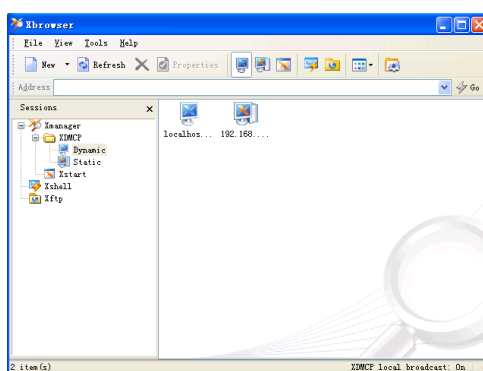 Xbrowser
File View Tools Help
New Refresh Properties
Address Go
Sessions
Xmanager
XDMCP
Dynamic
Static
Xstart
Xshell
Xftp
localhos... 192.168....
2 item(s) XDMCP local broadcast: On